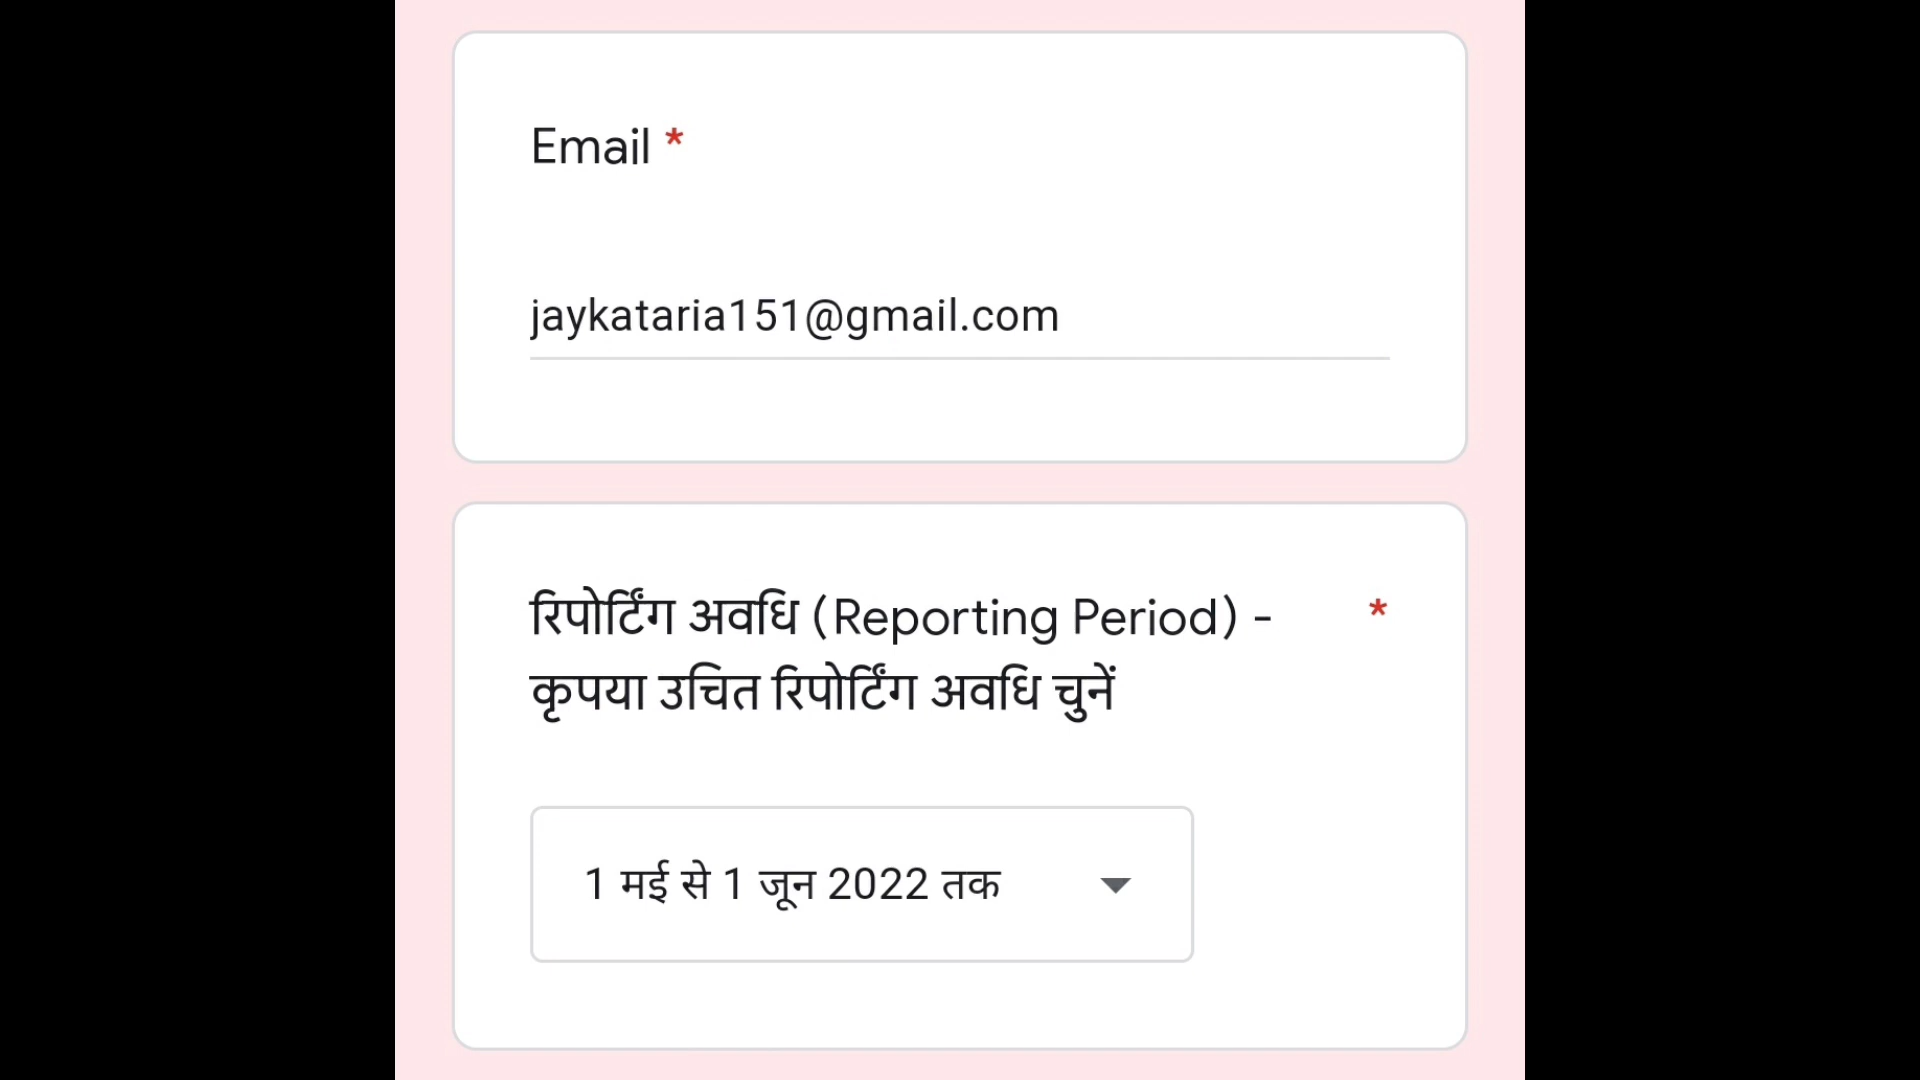 Email *
jaykataria151@gmail.com
रिपोर्टिंग अवधि (Reporting Period) - *
कृपया उचित रिपोर्टिंग अवधि चुनें
1 मई से 1 जून 2022 तक